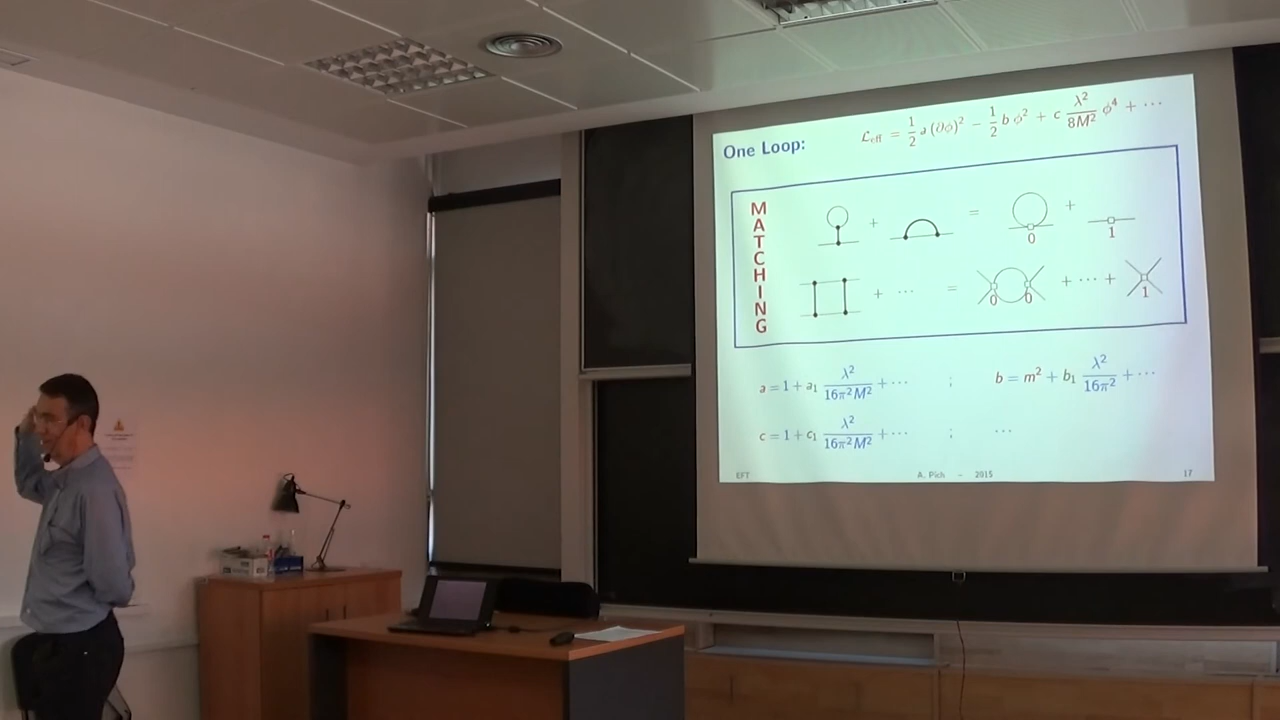 ℒeff = 1/2 a (∂ϕ)² − 1/2 b ϕ² + c λ²/8M² ϕ⁴ + ⋯
One Loop:
MATCHING
+ = +
0 1
+ ⋯ = + ⋯ +
0 0 1
a = 1 + a₁ λ²/16π²M² + ⋯ ; b = m² + b₁ λ²/16π² + ⋯
c = 1 + c₁ λ²/16π²M² + ⋯ ; ⋯
EFT A. Pich – 2015 17